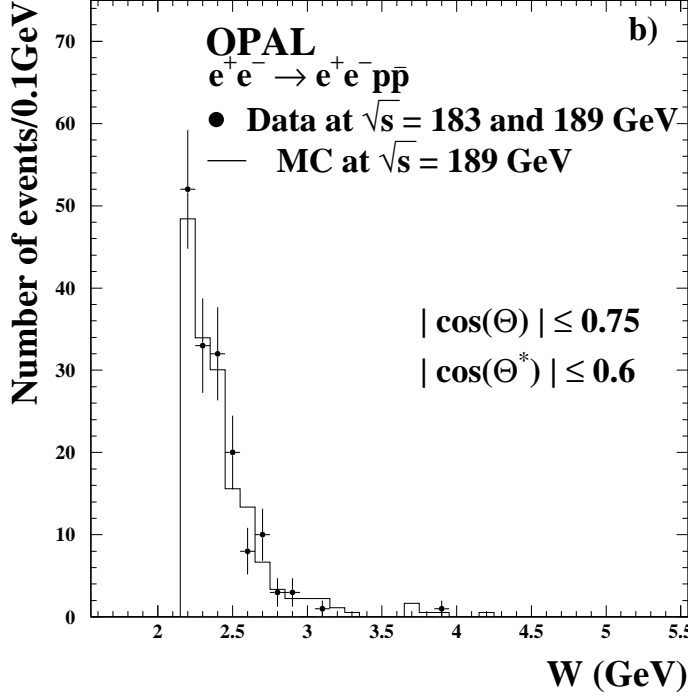 Number of events/0.1GeV
70
60
50
40
30
20
10
0
b)
OPAL
e⁺e⁻ → e⁺e⁻pp̄
Data at √s = 183 and 189 GeV
MC at √s = 189 GeV
| cos(Θ) | ≤ 0.75
| cos(Θ*) | ≤ 0.6
2 2.5 3 3.5 4 4.5 5 5.5
W (GeV)